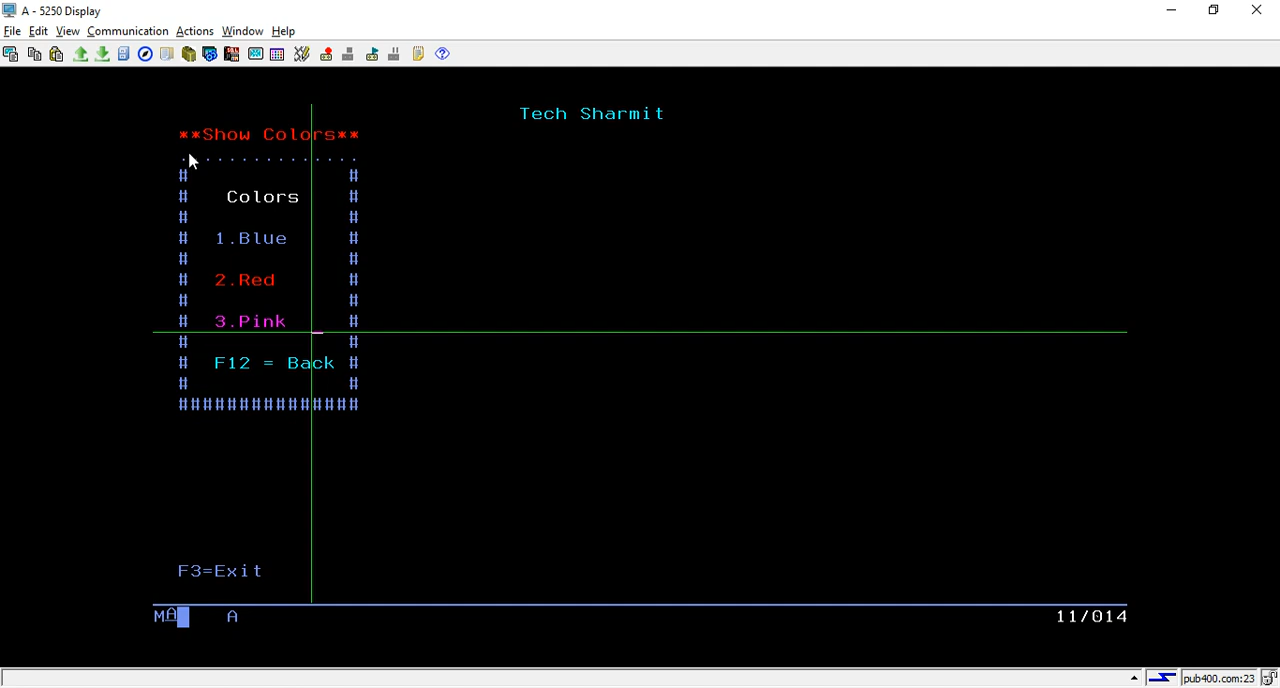 A - 5250 Display
File Edit View Communication Actions Window Help
Tech Sharmit
**Show Colors**
. . . . . . . . . . . . . . .
# #
# Colors #
# #
# 1.Blue #
# #
# 2.Red #
# #
# 3.Pink #
# #
# F12 = Back #
# #
###############
F3=Exit
MA A 11/014
pub400.com:23